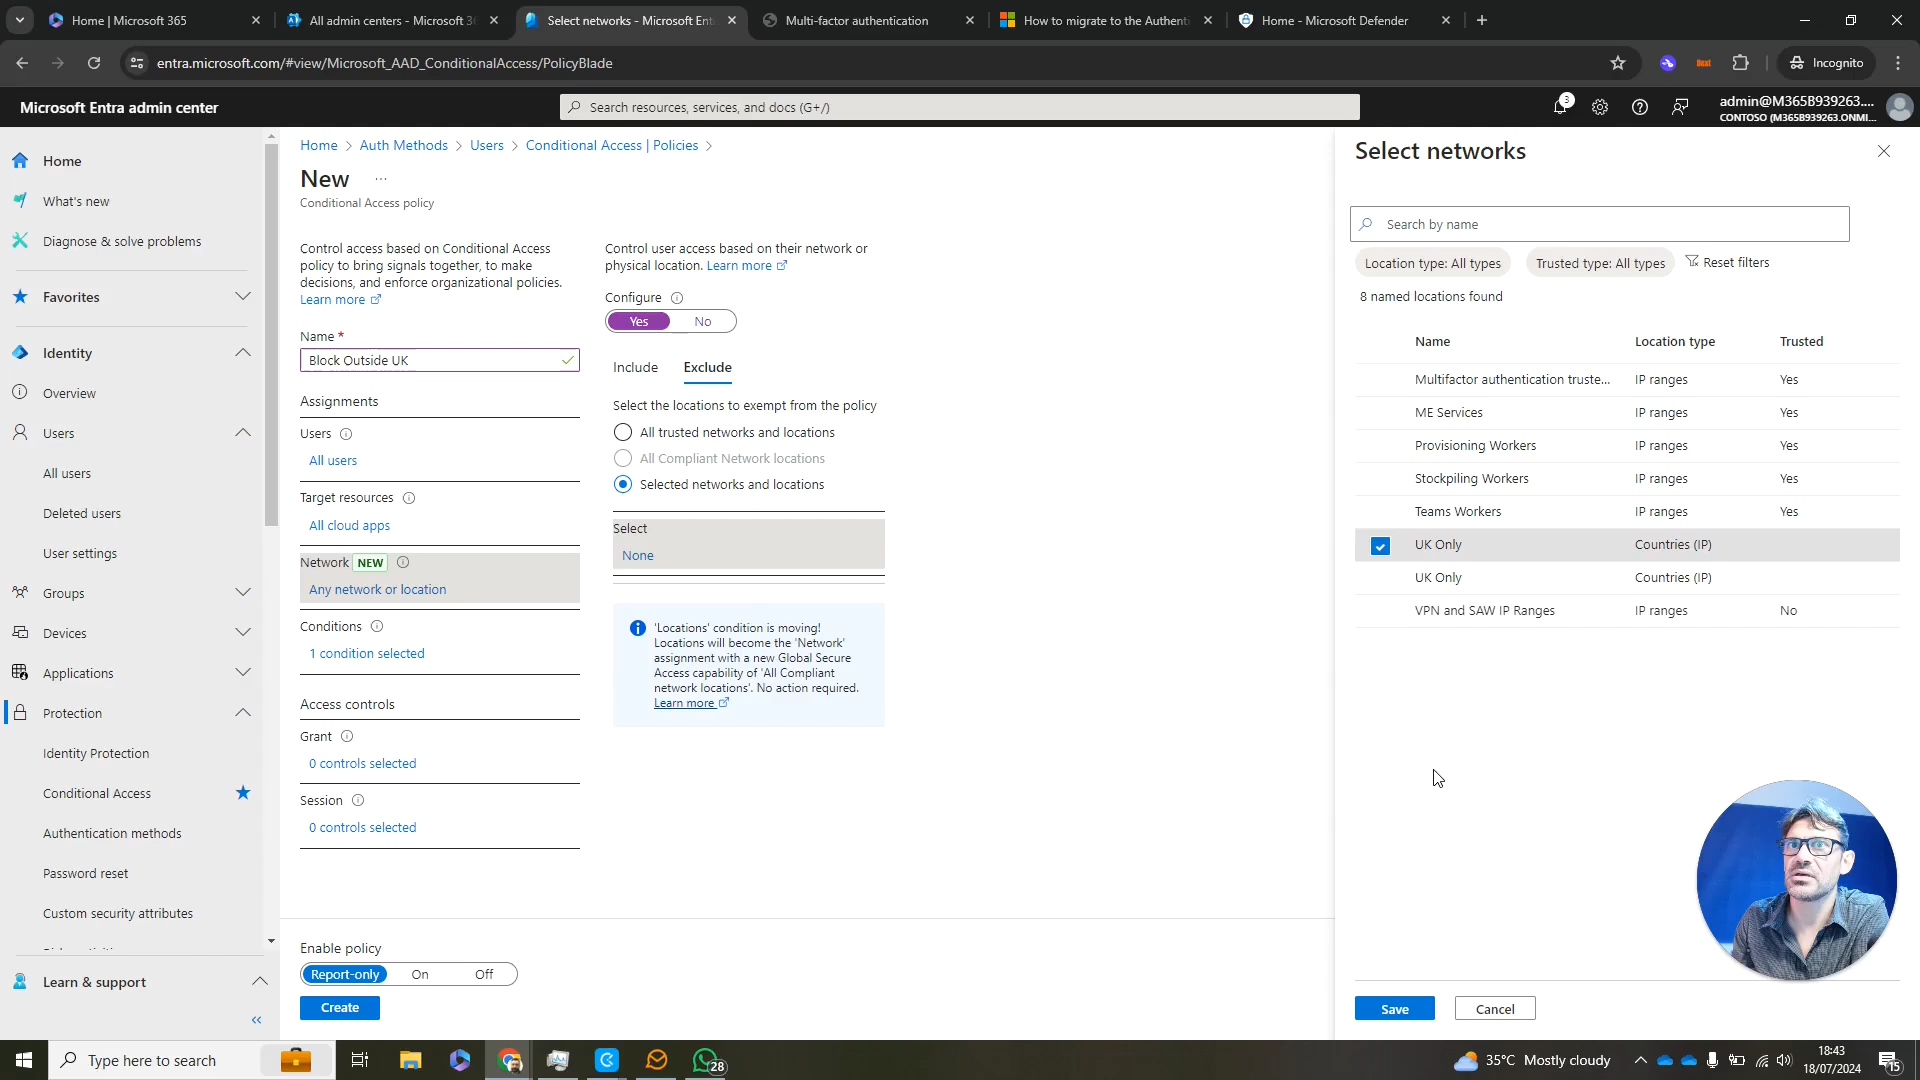 Home | Microsoft 365
All admin centers - Microsoft 36
Select networks - Microsoft Ent
Multi-factor authentication
How to migrate to the Authent
Home - Microsoft Defender
entra.microsoft.com/#view/Microsoft_AAD_ConditionalAccess/PolicyBlade
Incognito
Microsoft Entra admin center
Search resources, services, and docs (G+/)
3
admin@M365B939263....
CONTOSO (M365B939263.ONMI...
Home
What's new
Diagnose & solve problems
Favorites
Identity
Overview
Users
All users
Deleted users
User settings
Groups
Devices
Applications
Protection
Identity Protection
Conditional Access
Authentication methods
Password reset
Custom security attributes
Learn & support
Home > Auth Methods > Users > Conditional Access | Policies >
New ...
Conditional Access policy
Control access based on Conditional Access
policy to bring signals together, to make
decisions, and enforce organizational policies.
Learn more
Name *
Block Outside UK
Assignments
Users
All users
Target resources
All cloud apps
Network NEW
Any network or location
Conditions
1 condition selected
Access controls
Grant
0 controls selected
Session
0 controls selected
Enable policy
Report-only On Off
Create
Control user access based on their network or
physical location. Learn more
Configure
Yes No
Include Exclude
Select the locations to exempt from the policy
All trusted networks and locations
All Compliant Network locations
Selected networks and locations
Select
None
'Locations' condition is moving!
Locations will become the 'Network'
assignment with a new Global Secure
Access capability of 'All Compliant
network locations'. No action required.
Learn more
Select networks
Search by name
Location type: All types Trusted type: All types Reset filters
8 named locations found
Name Location type Trusted
Multifactor authentication truste... IP ranges Yes
ME Services IP ranges Yes
Provisioning Workers IP ranges Yes
Stockpiling Workers IP ranges Yes
Teams Workers IP ranges Yes
UK Only Countries (IP)
UK Only Countries (IP)
VPN and SAW IP Ranges IP ranges No
Save Cancel
Type here to search
28
35°C Mostly cloudy
18:43
18/07/2024
15